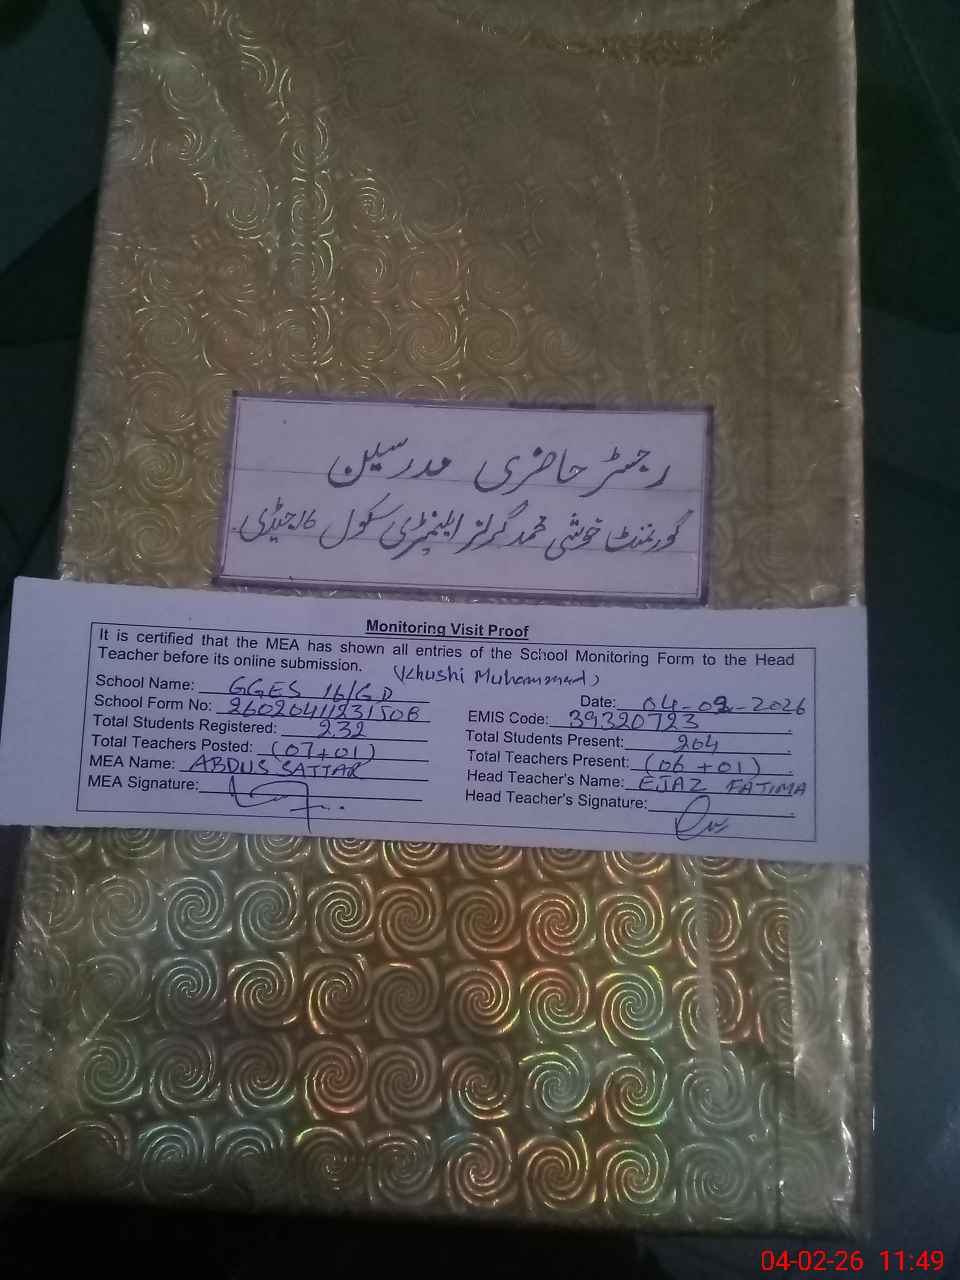 رجسٹر حاضری مدرسین
گورنمنٹ خوشی محمد گرلز ایلیمنٹری سکول 16 جی ڈی
Monitoring Visit Proof
It is certified that the MEA has shown all entries of the School Monitoring Form to the Head
Teacher before its online submission.
(Khushi Muhammad)
School Name: GGES 16/GD
Date: 04-02-2026
School Form No: 26020411231508
EMIS Code: 39320723
Total Students Registered: 232
Total Students Present: 204
Total Teachers Posted: (07+01)
Total Teachers Present: (06+01)
MEA Name: ABDUS SATTAR
Head Teacher's Name: EJAZ FATIMA
MEA Signature:
Head Teacher's Signature:
04-02-26 11:49